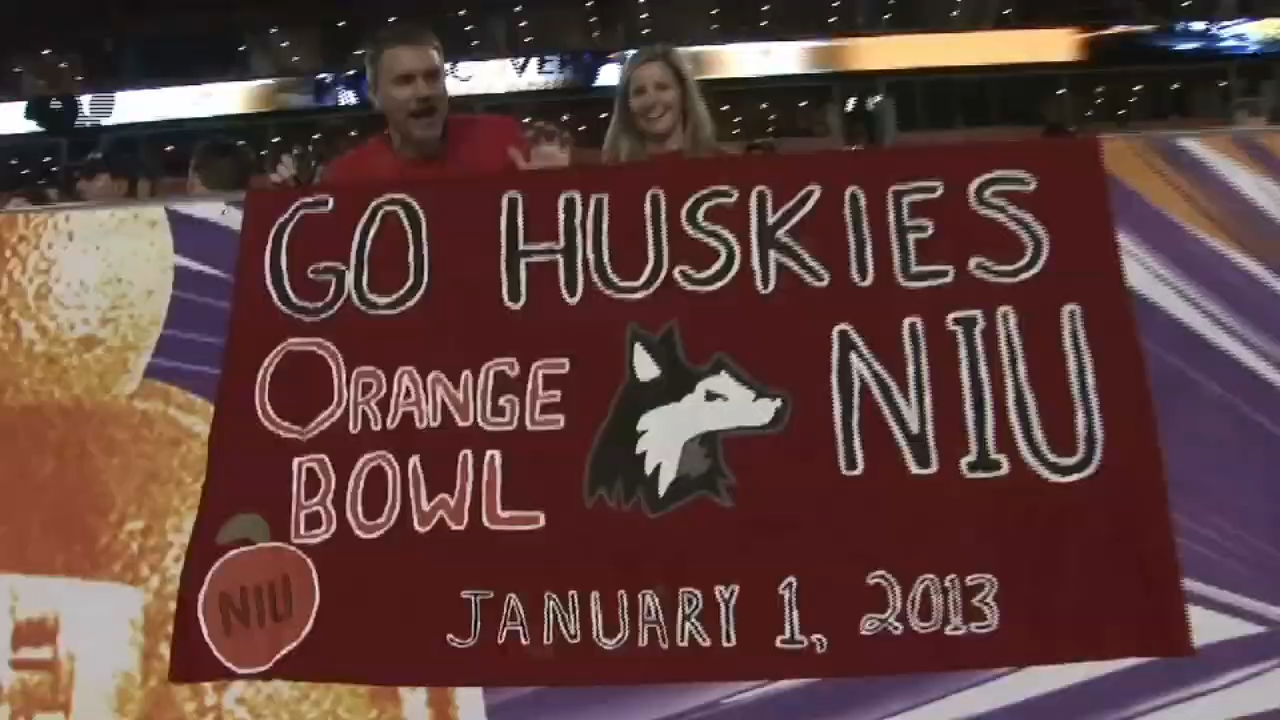 GO HUSKIES
ORANGE
BOWL
NIU
NIU
JANUARY 1, 2013